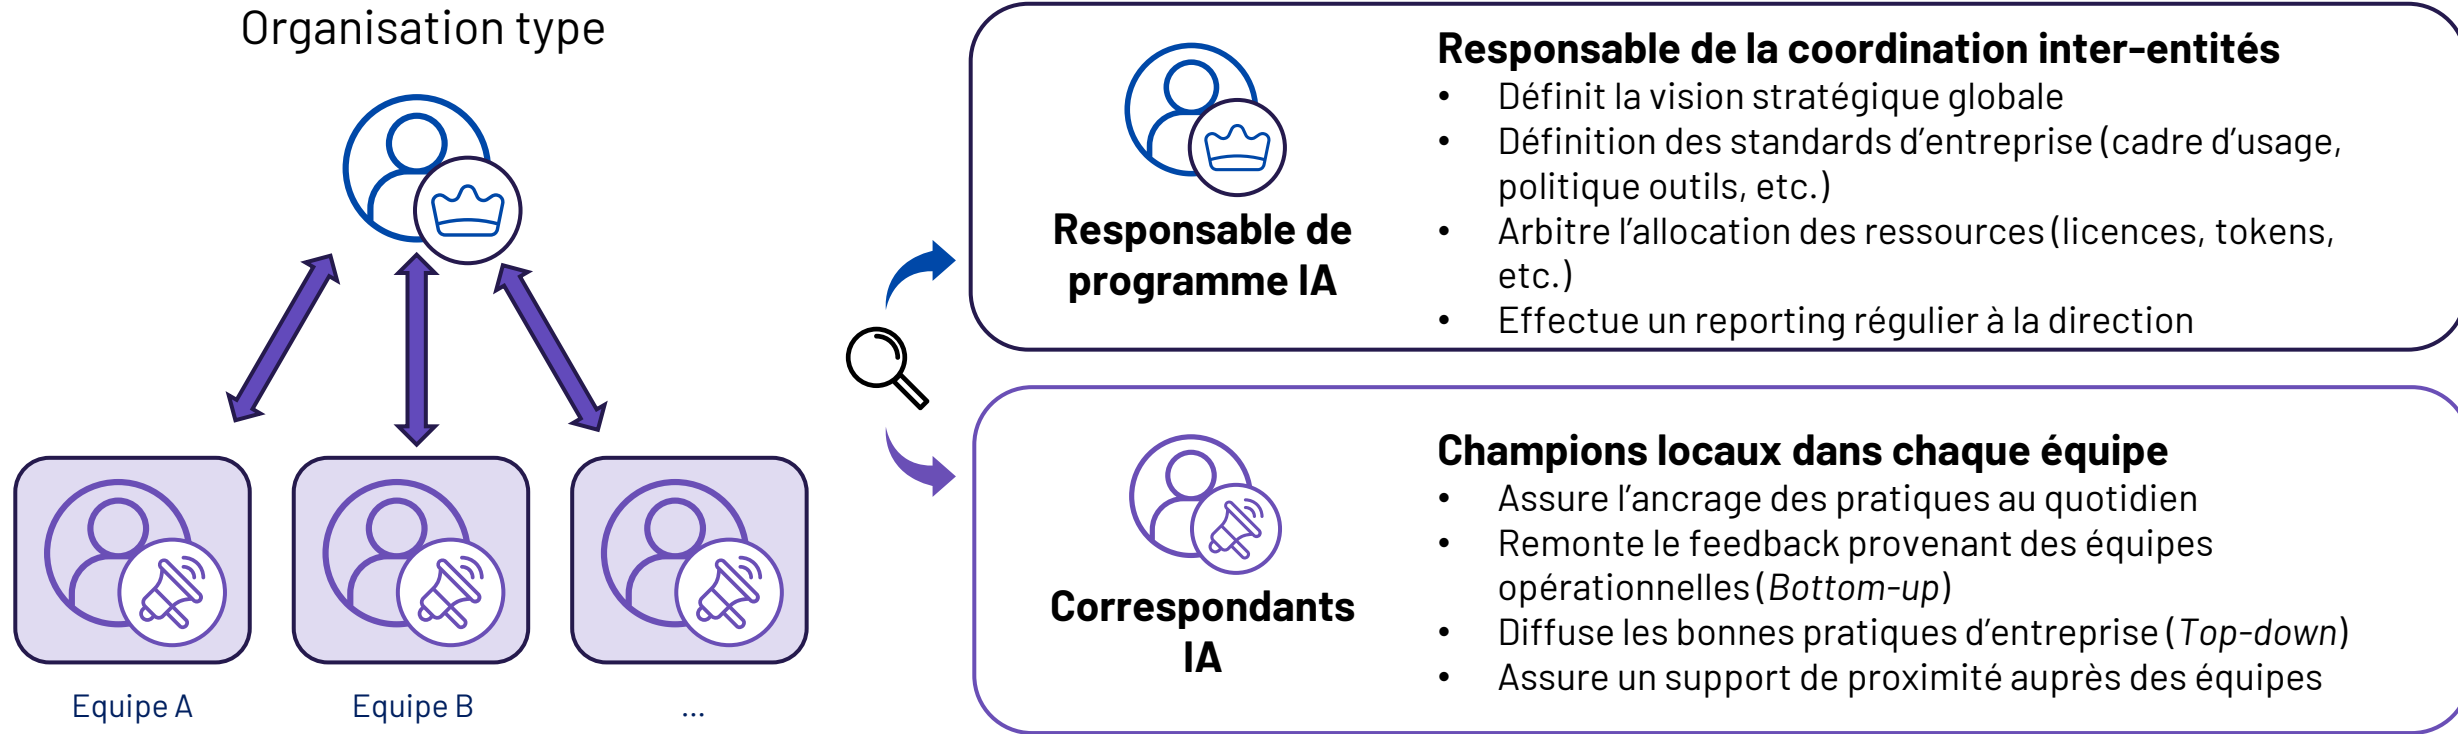 Organisation type
Equipe A
Equipe B
...
Responsable de
programme IA
Responsable de la coordination inter-entités
• Définit la vision stratégique globale
• Définition des standards d’entreprise (cadre d’usage,
politique outils, etc.)
• Arbitre l’allocation des ressources (licences, tokens,
etc.)
• Effectue un reporting régulier à la direction
Correspondants
IA
Champions locaux dans chaque équipe
• Assure l’ancrage des pratiques au quotidien
• Remonte le feedback provenant des équipes
opérationnelles (Bottom-up)
• Diffuse les bonnes pratiques d’entreprise (Top-down)
• Assure un support de proximité auprès des équipes